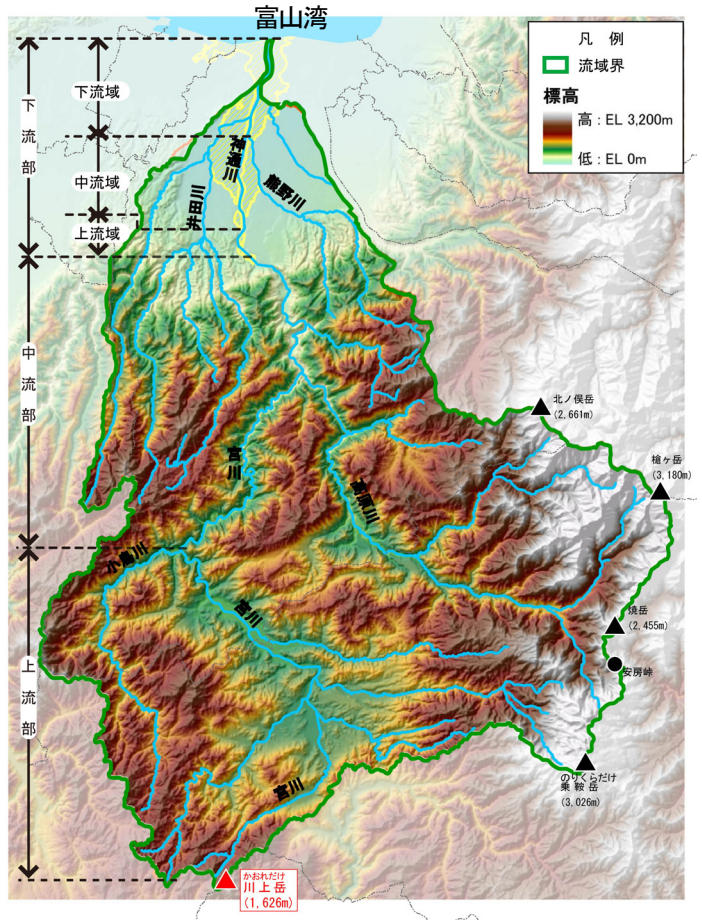 富山湾
凡 例
流域界
標高
高：EL 3,200m
低：EL 0m
下流部
下流域
中流域
上流域
神通川
井田川
熊野川
中流部
北ノ俣岳
(2,661m)
槍ヶ岳
(3,180m)
宮川
高原川
小鳥川
宮川
焼岳
(2,455m)
安房峠
上流部
のりくらだけ
乗鞍岳
(3,026m)
宮川
かおれだけ
川上岳
(1,626m)